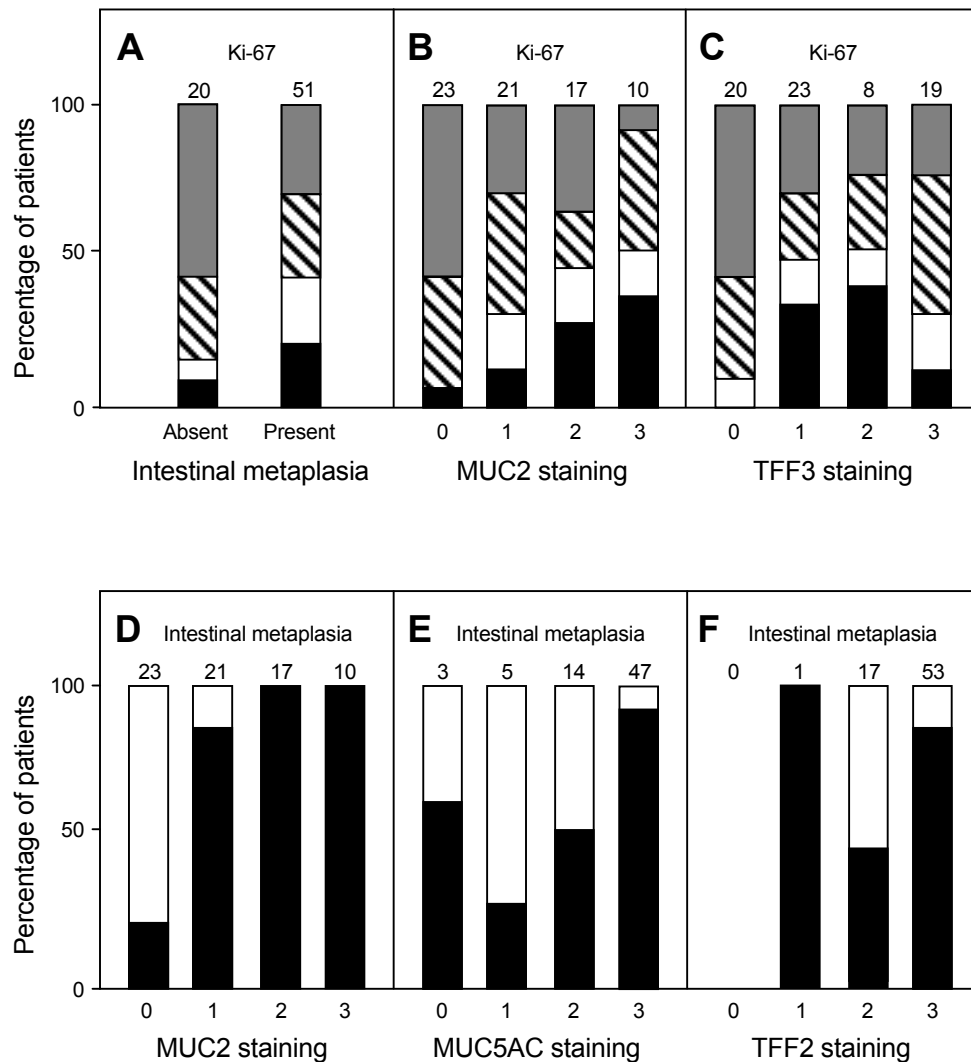 A
Ki-67
20 51
B
Ki-67
23 21 17 10
C
Ki-67
20 23 8 19
Percentage of patients
100
50
0
Absent Present
Intestinal metaplasia
0 1 2 3
MUC2 staining
0 1 2 3
TFF3 staining
D Intestinal metaplasia
23 21 17 10
E Intestinal metaplasia
3 5 14 47
F Intestinal metaplasia
0 1 17 53
Percentage of patients
100
50
0
0 1 2 3
MUC2 staining
0 1 2 3
MUC5AC staining
0 1 2 3
TFF2 staining